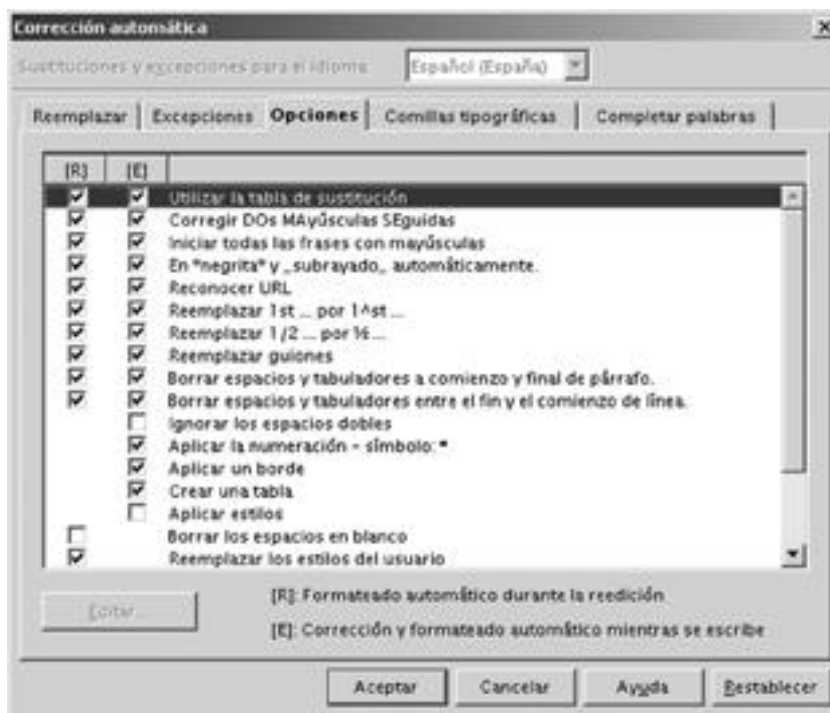 Corrección automática
Sustituciones y excepciones para el idioma: Español (España)
Reemplazar Excepciones Opciones Comillas tipográficas Completar palabras
[R] [E]
Utilizar la tabla de sustitución
Corregir DOs MAyúsculas SEguidas
Iniciar todas las frases con mayúsculas
En *negrita* y _subrayado_ automáticamente.
Reconocer URL
Reemplazar 1st ... por 1^st ...
Reemplazar 1/2 ... por ½ ...
Reemplazar guiones
Borrar espacios y tabuladores a comienzo y final de párrafo.
Borrar espacios y tabuladores entre el fin y el comienzo de línea.
Ignorar los espacios dobles
Aplicar la numeración – símbolo: •
Aplicar un borde
Crear una tabla
Aplicar estilos
Borrar los espacios en blanco
Reemplazar los estilos del usuario
Editar... [R]: Formateado automático durante la reedición
[E]: Corrección y formateado automático mientras se escribe
Aceptar Cancelar Ayuda Restablecer